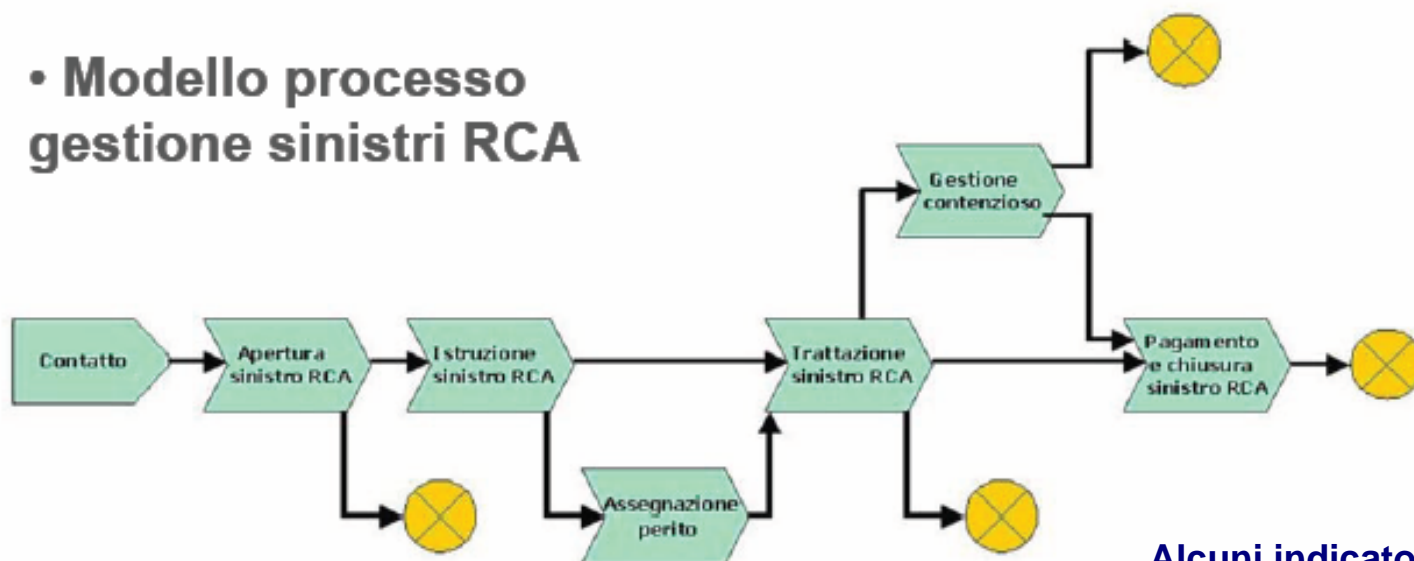 • Modello processo
gestione sinistri RCA
Gestione
contenzioso
Contatto
Apertura
sinistro RCA
Istruzione
sinistro RCA
Trattazione
sinistro RCA
Pagamento
e chiusura
sinistro RCA
Assegnazione
perito
Alcuni